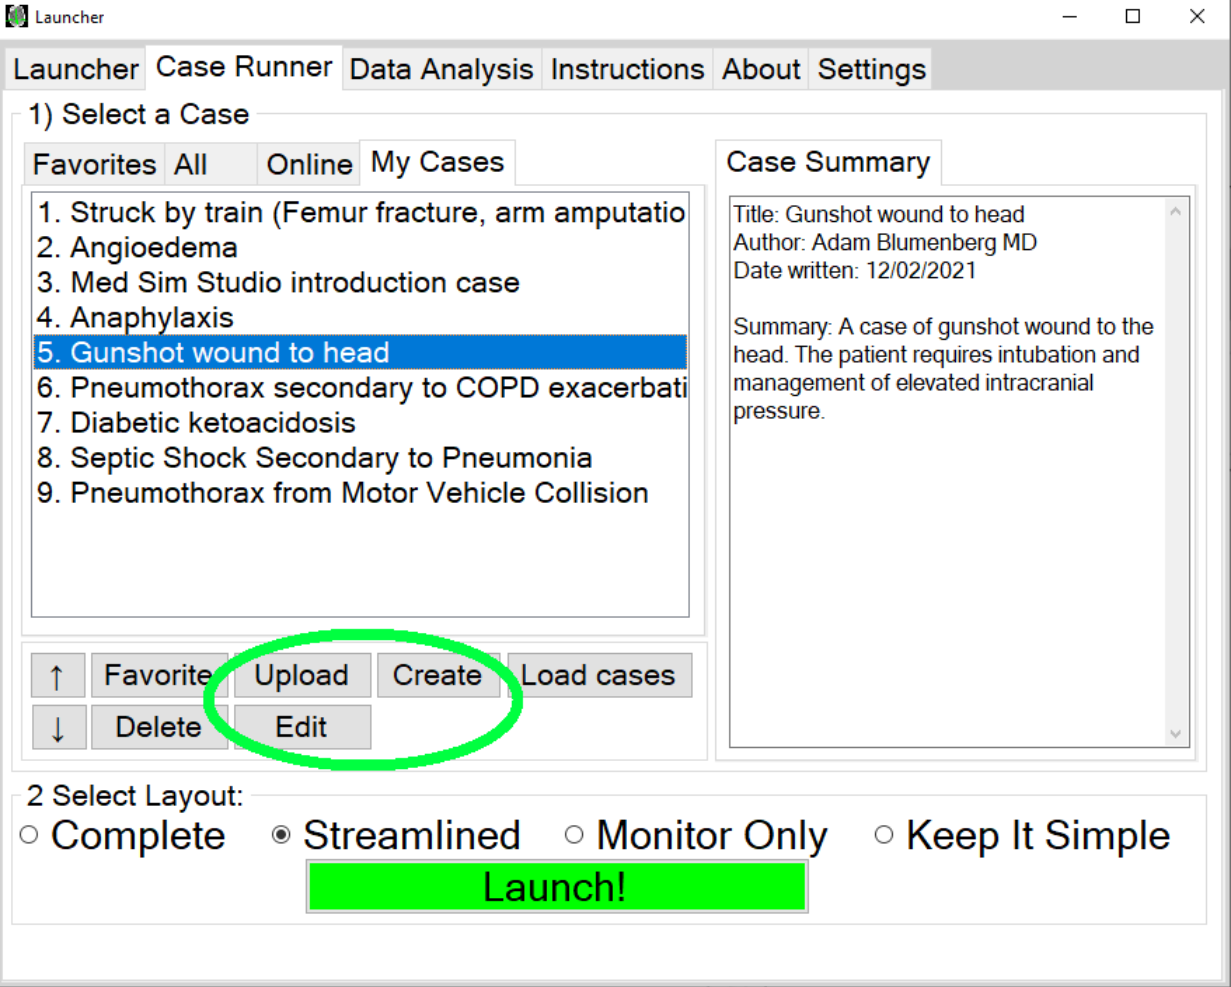 Launcher
Launcher Case Runner Data Analysis Instructions About Settings
1) Select a Case
Favorites All Online My Cases
1. Struck by train (Femur fracture, arm amputatio
2. Angioedema
3. Med Sim Studio introduction case
4. Anaphylaxis
5. Gunshot wound to head
6. Pneumothorax secondary to COPD exacerbati
7. Diabetic ketoacidosis
8. Septic Shock Secondary to Pneumonia
9. Pneumothorax from Motor Vehicle Collision
↑ Favorite Upload Create Load cases
↓ Delete Edit
Case Summary
Title: Gunshot wound to head
Author: Adam Blumenberg MD
Date written: 12/02/2021
Summary: A case of gunshot wound to the
head. The patient requires intubation and
management of elevated intracranial
pressure.
2 Select Layout:
Complete Streamlined Monitor Only Keep It Simple
Launch!